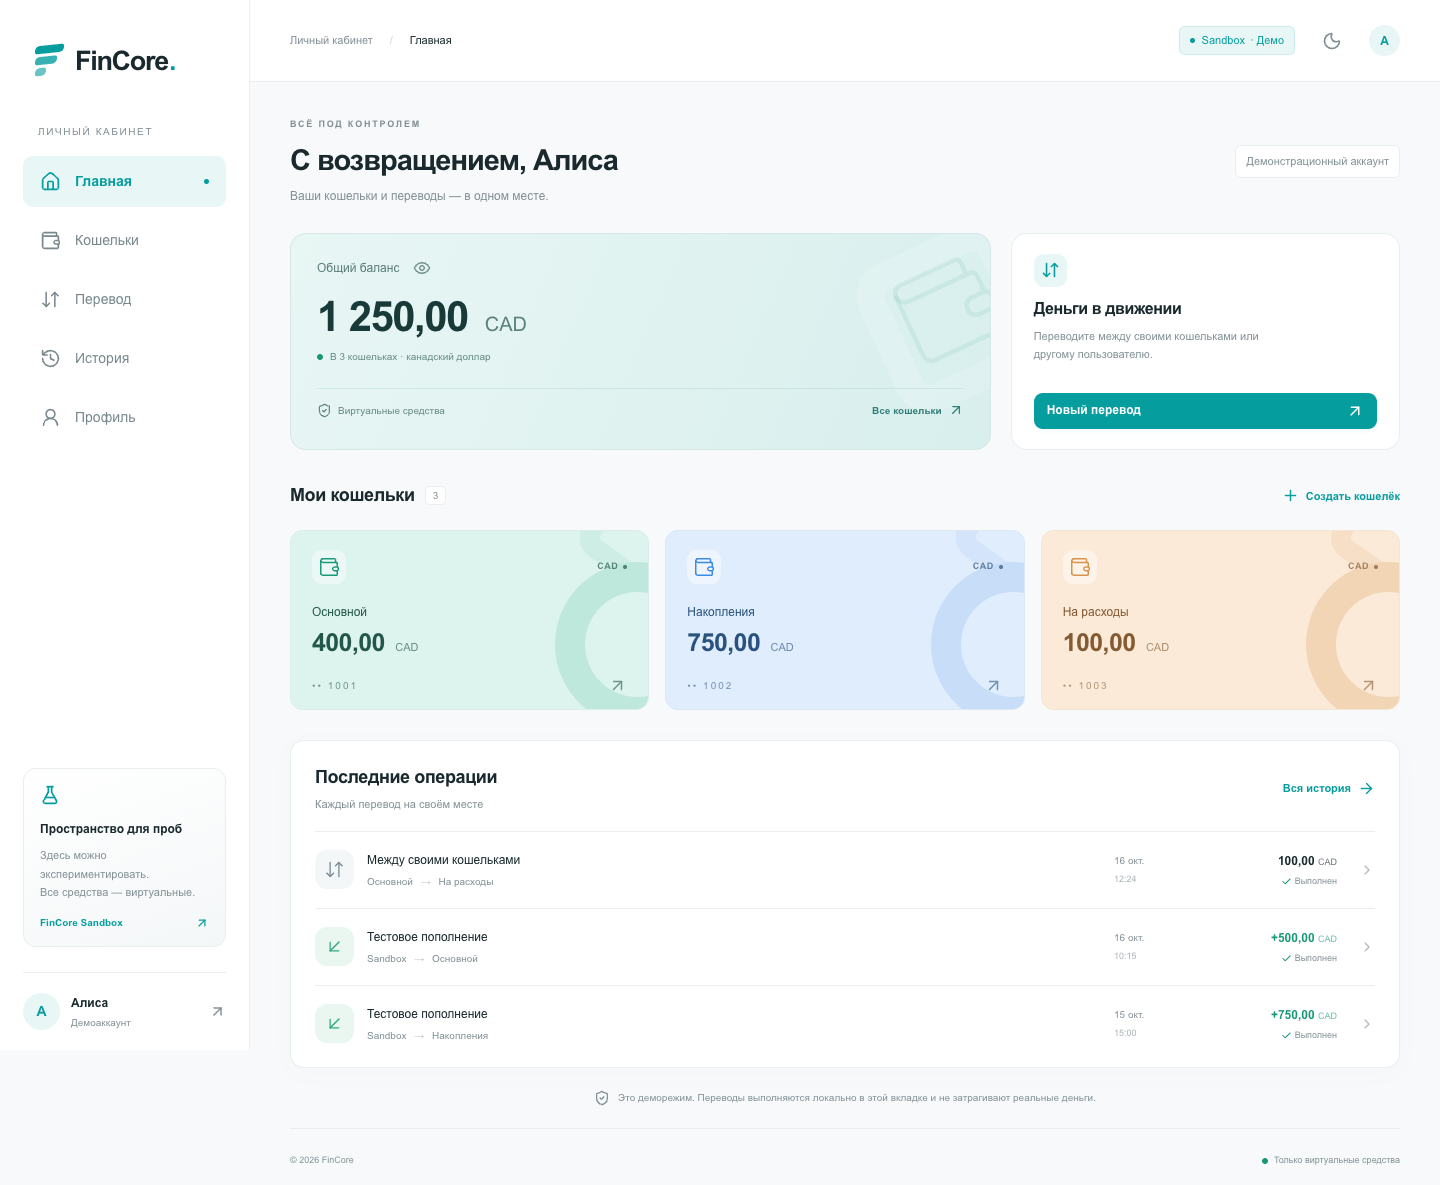 FinCore.
ЛИЧНЫЙ КАБИНЕТ
Главная
Кошельки
Перевод
История
Профиль
Пространство для проб
Здесь можно
экспериментировать.
Все средства — виртуальные.
FinCore Sandbox
А
Алиса
Демоаккаунт
Личный кабинет / Главная
Sandbox · Демо
А
ВСЁ ПОД КОНТРОЛЕМ
С возвращением, Алиса
Ваши кошельки и переводы — в одном месте.
Демонстрационный аккаунт
Общий баланс
1 250,00 CAD
В 3 кошельках · канадский доллар
Виртуальные средства
Все кошельки
Деньги в движении
Переводите между своими кошельками или
другому пользователю.
Новый перевод
Мои кошельки 3
Создать кошелёк
CAD
Основной
400,00 CAD
•• 1001
CAD
Накопления
750,00 CAD
•• 1002
CAD
На расходы
100,00 CAD
•• 1003
Последние операции
Каждый перевод на своём месте
Вся история
Между своими кошельками
Основной → На расходы
16 окт.
12:24
100,00 CAD
Выполнен
Тестовое пополнение
Sandbox → Основной
16 окт.
10:15
+500,00 CAD
Выполнен
Тестовое пополнение
Sandbox → Накопления
15 окт.
15:00
+750,00 CAD
Выполнен
Это деморежим. Переводы выполняются локально в этой вкладке и не затрагивают реальные деньги.
© 2026 FinCore
Только виртуальные средства